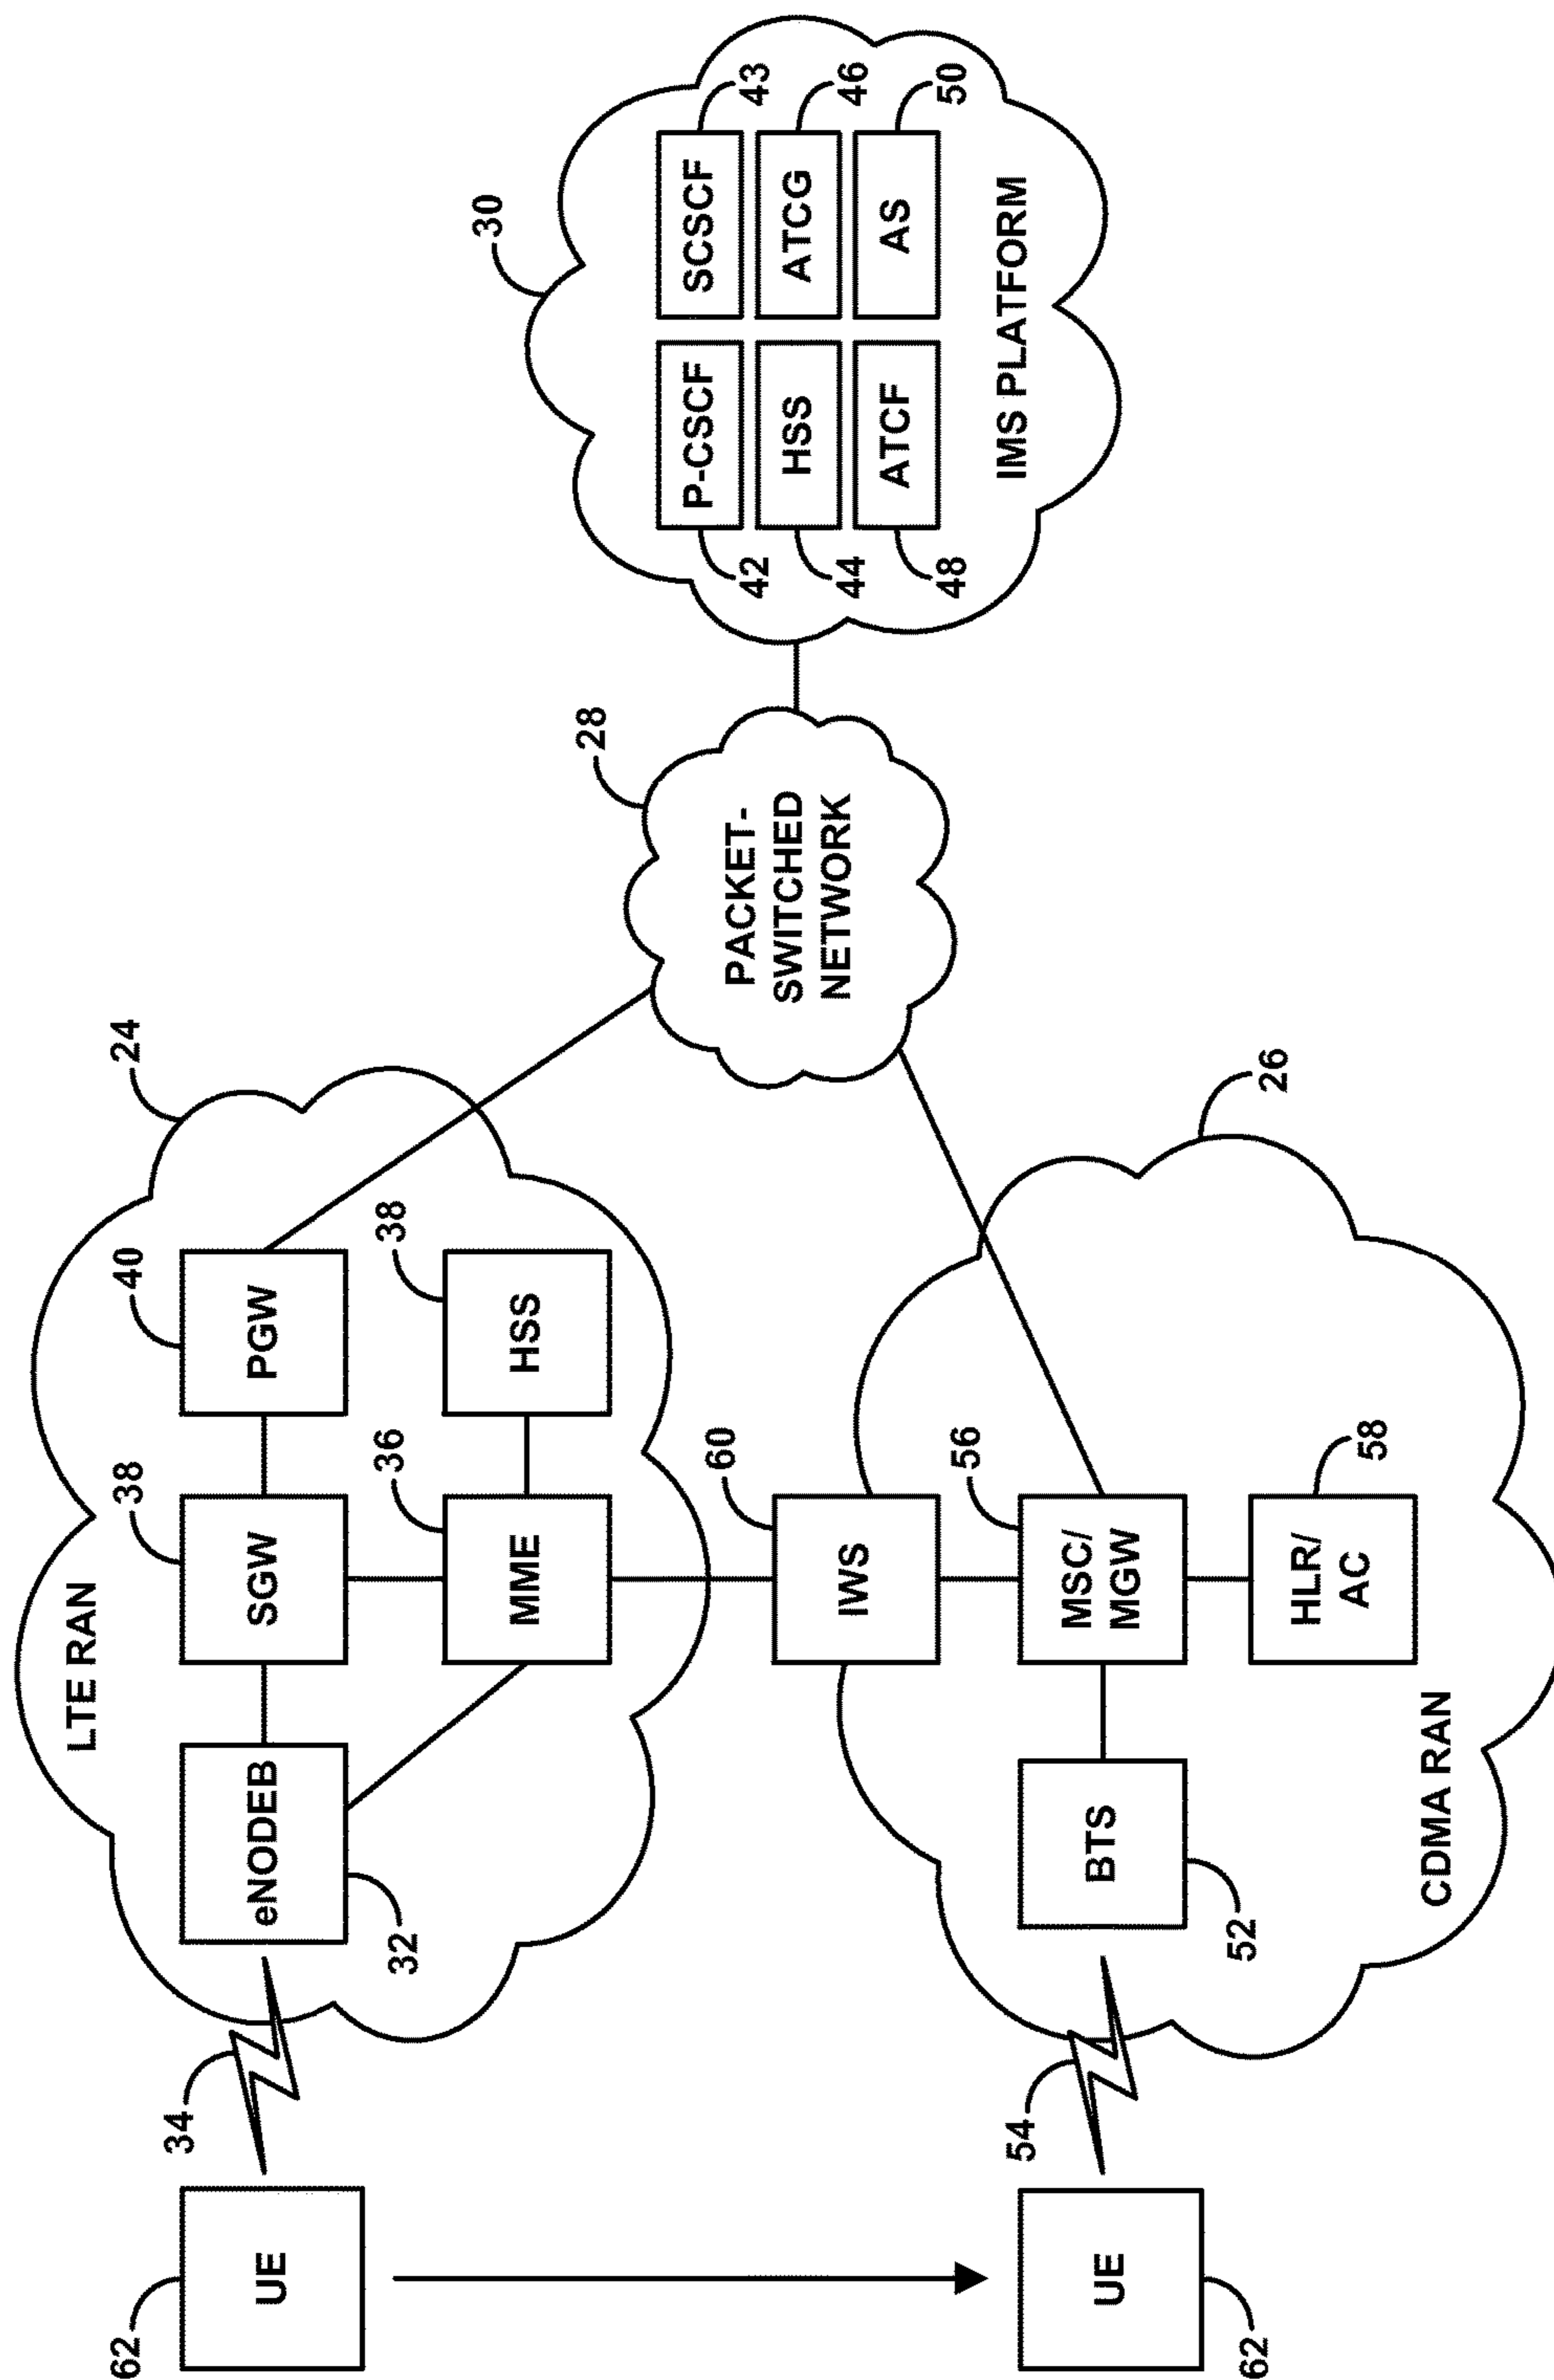 24
LTE RAN
38
40
SGW
PGW
eNODEB
32
36
38
MME
HSS
34
62
UE
60
IWS
28
PACKET-
SWITCHED
NETWORK
30
P-CSCF
SCSCF
42
43
HSS
ATCG
44
46
ATCF
AS
48
50
IMS PLATFORM
26
56
MSC/
MGW
BTS
52
54
UE
62
HLR/
AC
58
CDMA RAN